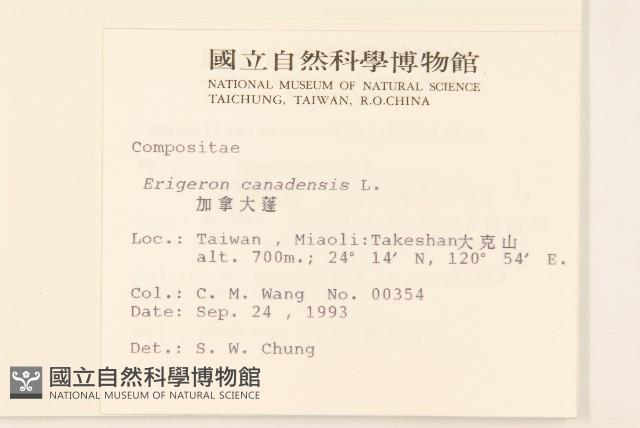 國立自然科學博物館
NATIONAL MUSEUM OF NATURAL SCIENCE
TAICHUNG, TAIWAN, R.O.CHINA
Compositae
Erigeron canadensis L.
加拿大蓬
Loc.: Taiwan , Miaoli:Takeshan大克山
alt. 700m.; 24° 14′ N, 120° 54′ E.
Col.: C. M. Wang No. 00354
Date: Sep. 24 , 1993
Det.: S. W. Chung
國立自然科學博物館
NATIONAL MUSEUM OF NATURAL SCIENCE